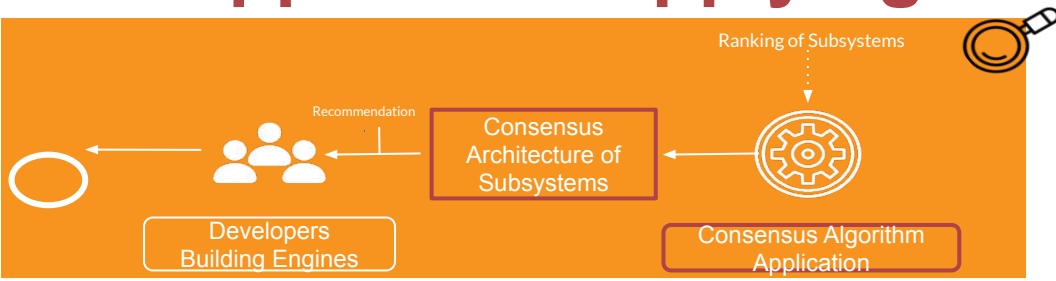 Ranking of Subsystems
Recommendation
Consensus
Architecture of
Subsystems
Developers
Building Engines
Consensus Algorithm
Application